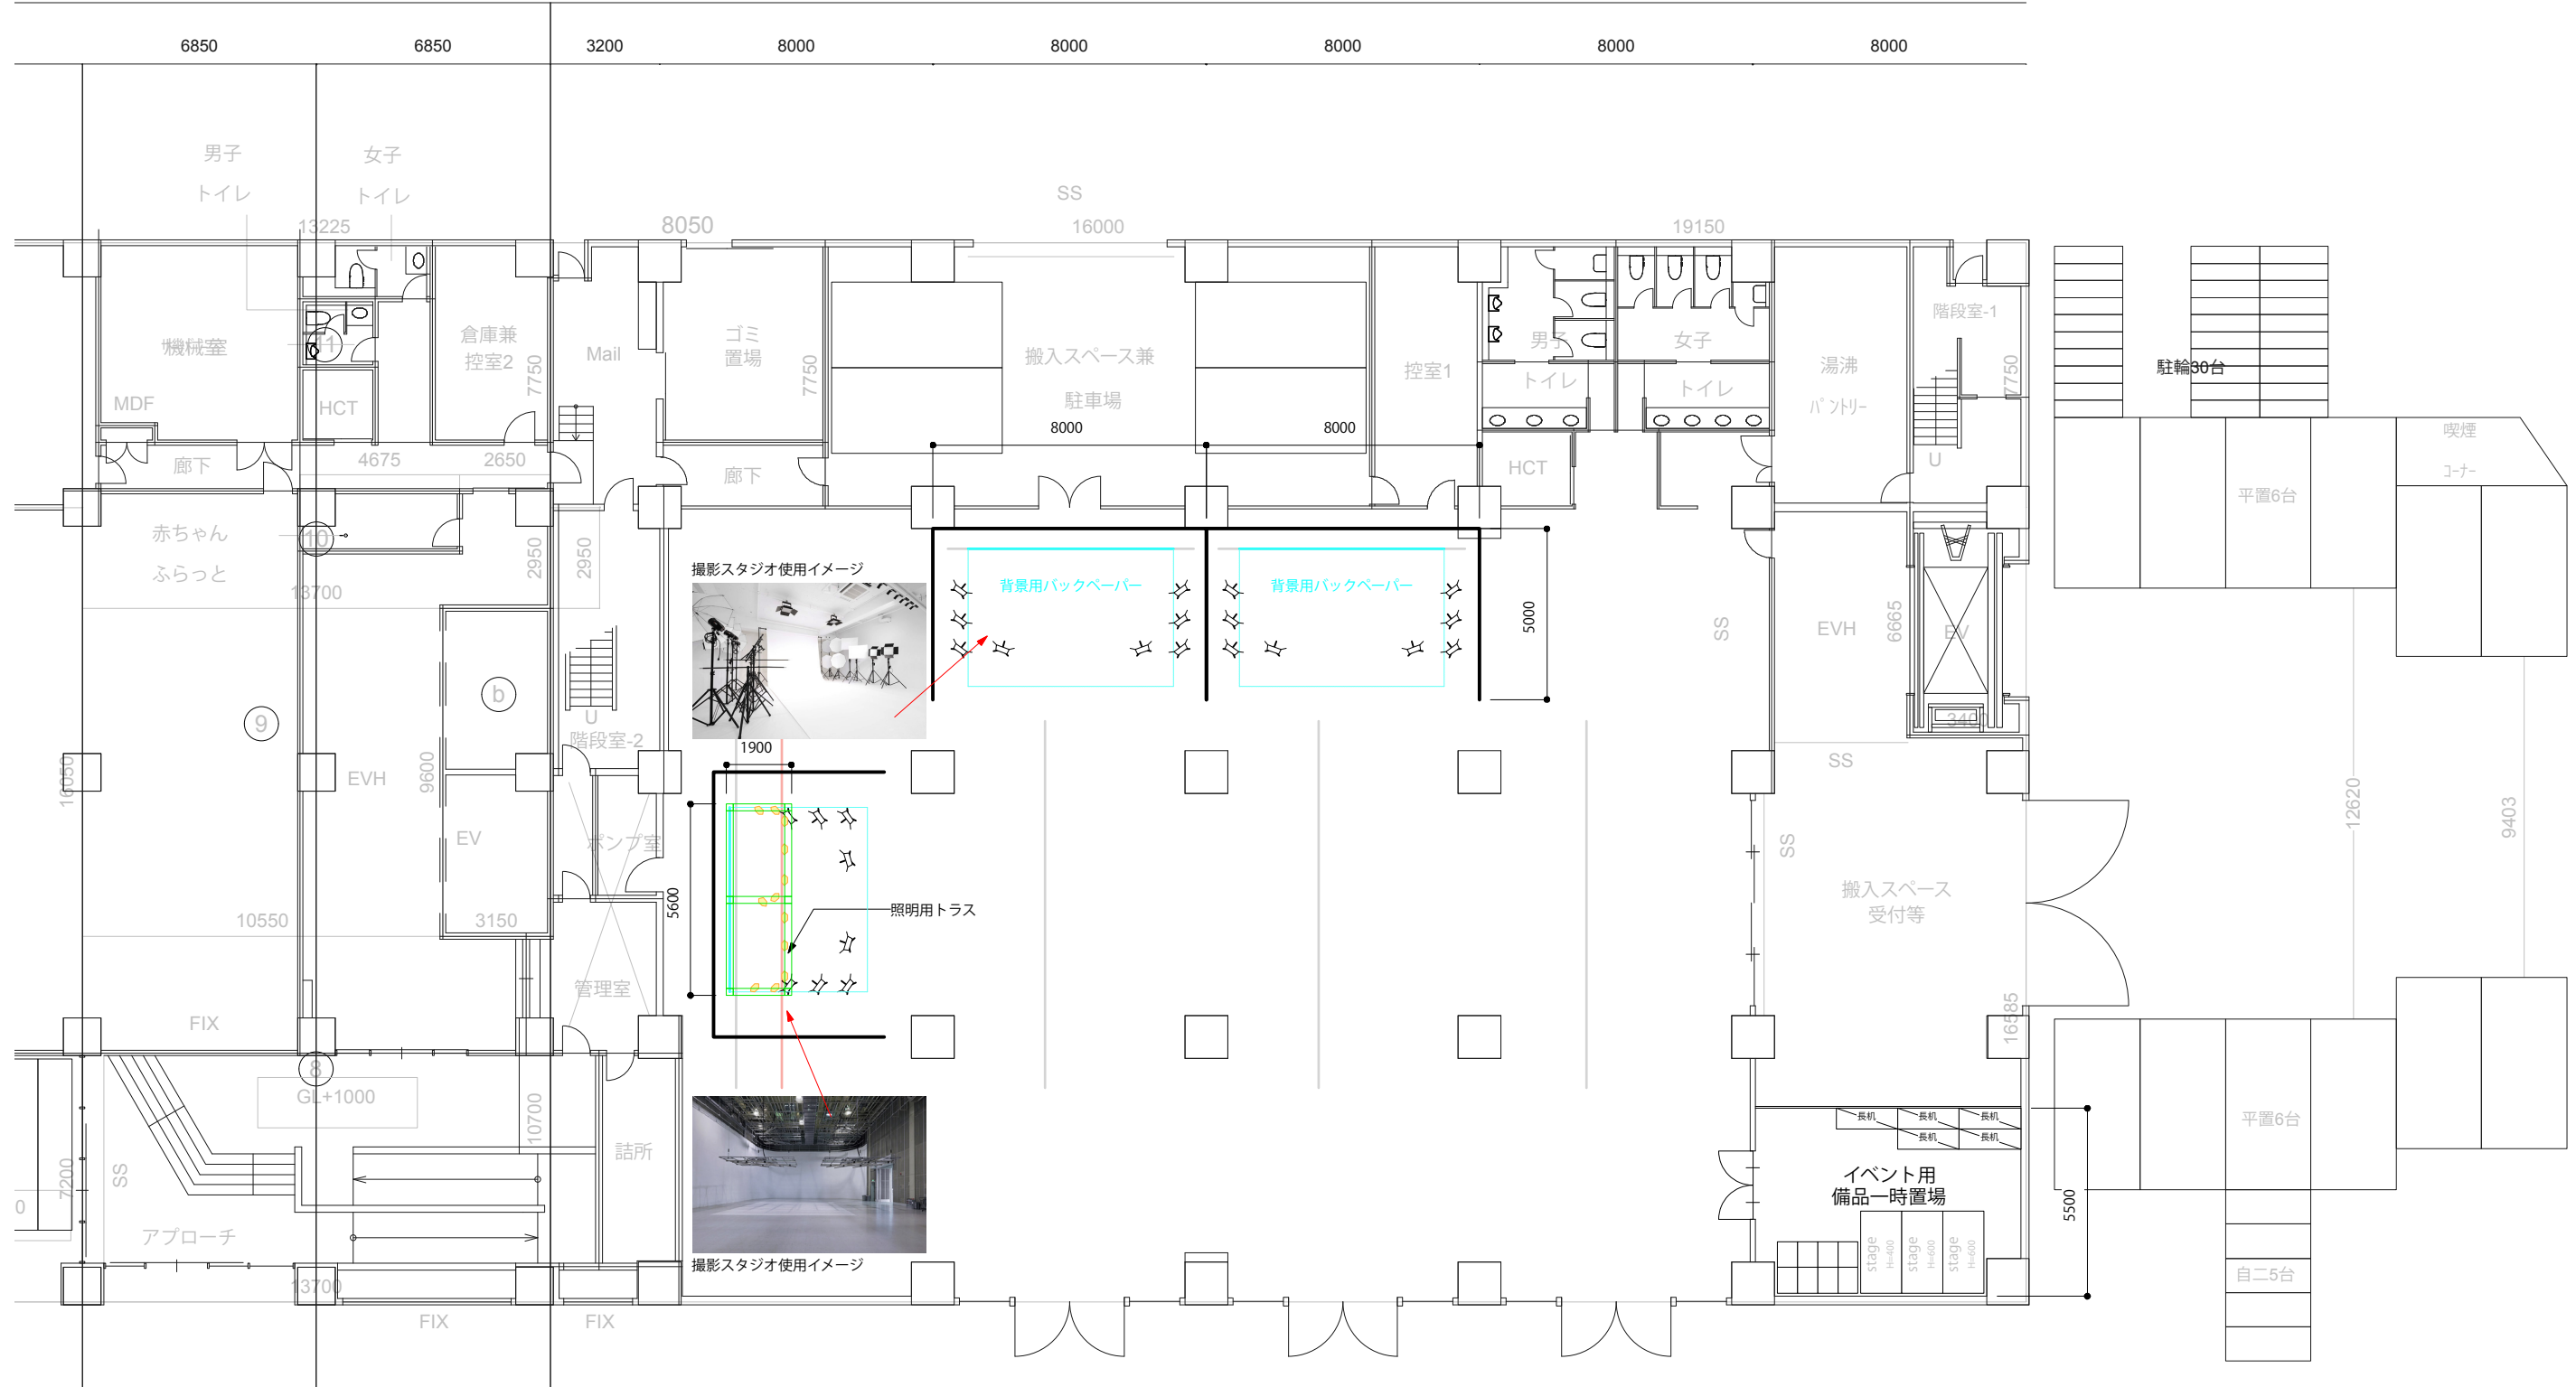 6850
6850
3200
8000
8000
8000
8000
8000
男子
トイレ
女子
トイレ
SS
13225
8050
16000
19150
機械室
11
倉庫兼
控室2
7750
Mail
ゴミ
置場
7750
搬入スペース兼
駐車場
控室1
男子
トイレ
女子
トイレ
湯沸
パントリー
階段室-1
7750
駐輪30台
MDF
HCT
8000
8000
廊下
4675
2650
廊下
HCT
U
喫煙
コーナー
平置6台
赤ちゃん
ふらっと
10
2950
2950
13700
撮影スタジオ使用イメージ
背景用バックペーパー
背景用バックペーパー
5000
SS
EVH
6665
EV
9
b
U
階段室-2
1900
3400
SS
16050
EVH
9600
EV
ポンプ室
5600
照明用トラス
SS
搬入スペース
受付等
12620
9403
10550
3150
管理室
FIX
16585
8
GL+1000
10700
詰所
長机
長机
長机
長机
長机
平置6台
7200
SS
0
アプローチ
イベント用
備品一時置場
5500
stage
H=400
stage
H=600
stage
H=600
撮影スタジオ使用イメージ
自二5台
13700
FIX
FIX